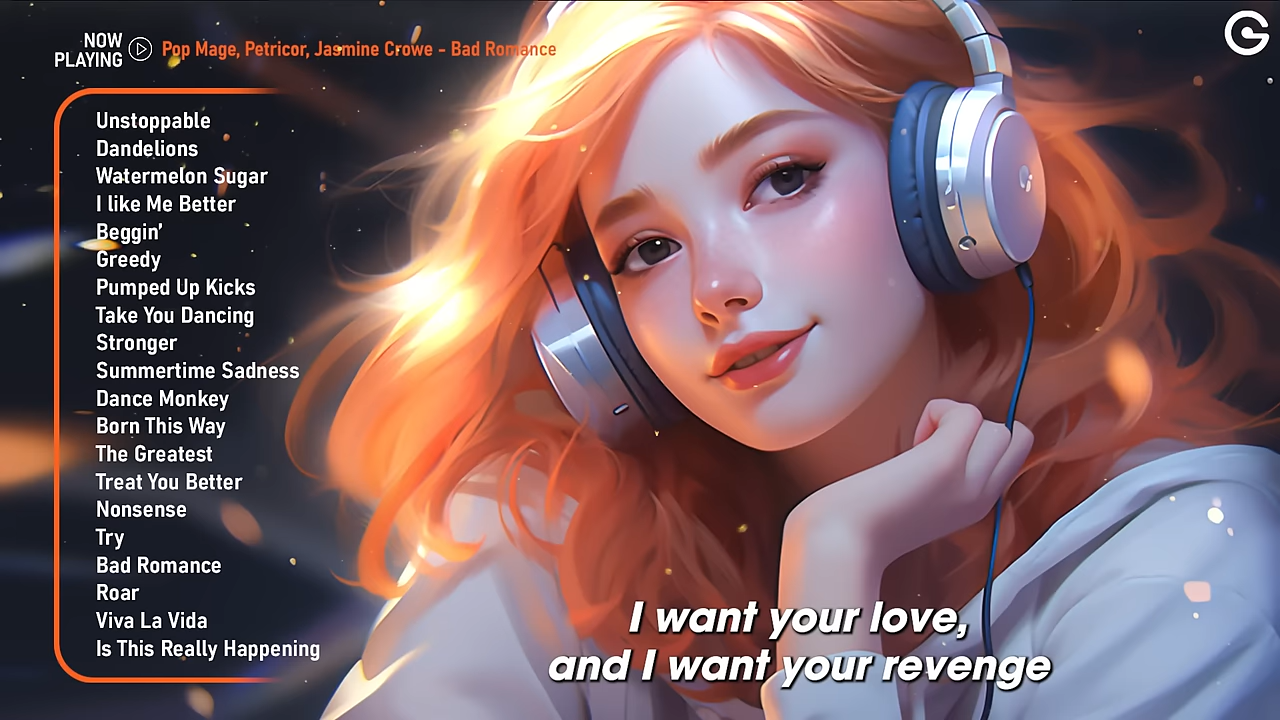 NOW
PLAYING
Pop Mage, Petricor, Jasmine Crowe - Bad Romance
Unstoppable
Dandelions
Watermelon Sugar
I like Me Better
Beggin’
Greedy
Pumped Up Kicks
Take You Dancing
Stronger
Summertime Sadness
Dance Monkey
Born This Way
The Greatest
Treat You Better
Nonsense
Try
Bad Romance
Roar
Viva La Vida
Is This Really Happening
I want your love,
and I want your revenge